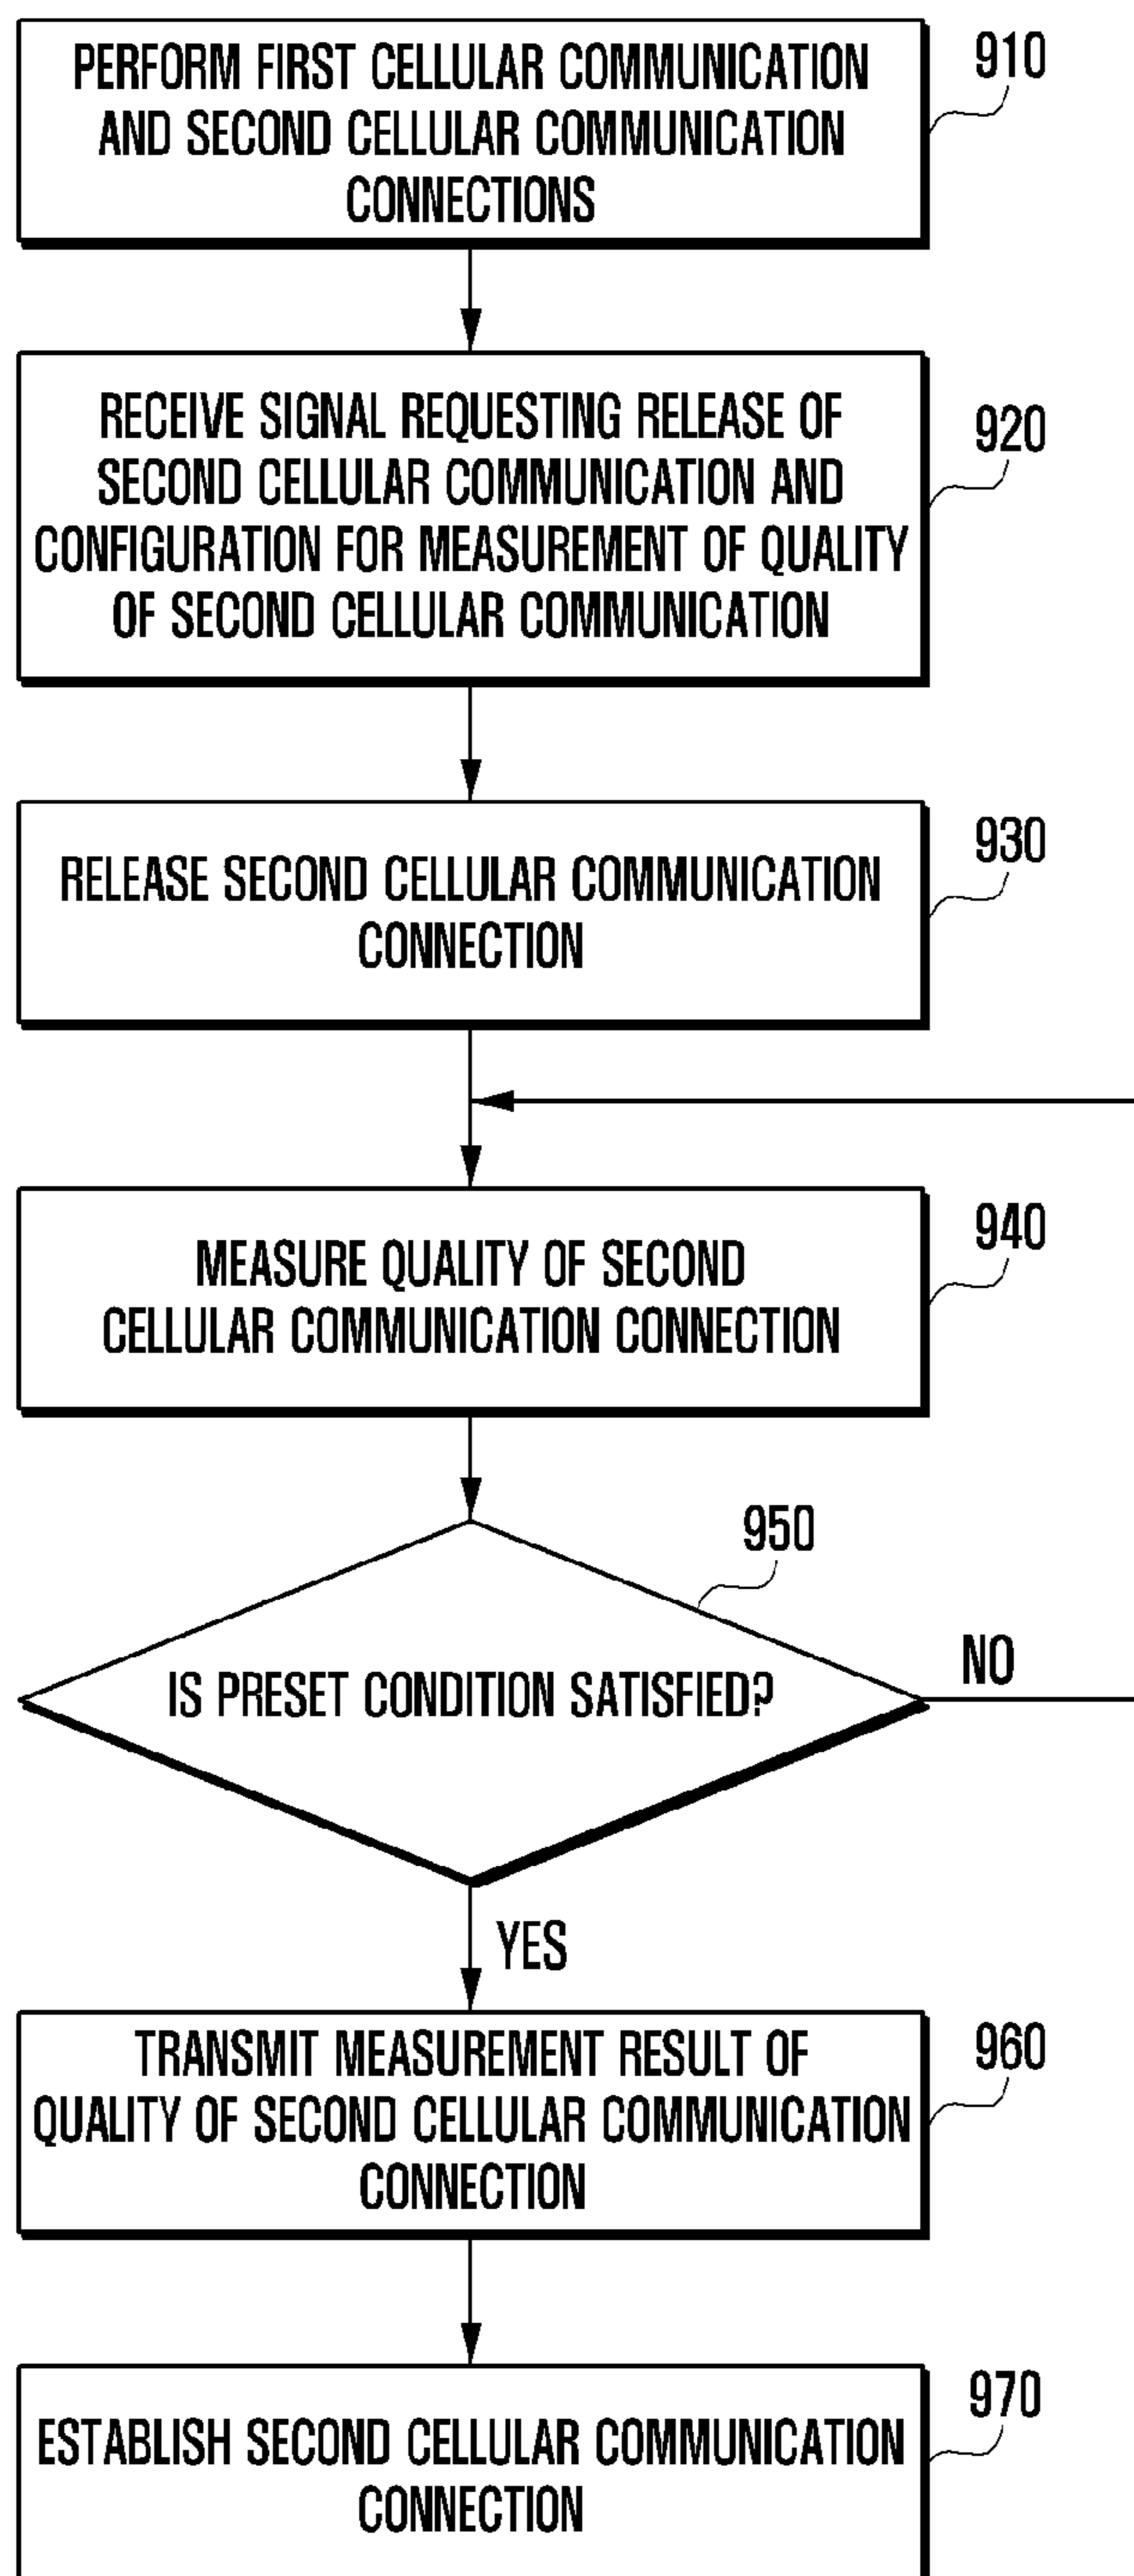 PERFORM FIRST CELLULAR COMMUNICATION
AND SECOND CELLULAR COMMUNICATION
CONNECTIONS
910
RECEIVE SIGNAL REQUESTING RELEASE OF
SECOND CELLULAR COMMUNICATION AND
CONFIGURATION FOR MEASUREMENT OF QUALITY
OF SECOND CELLULAR COMMUNICATION
920
RELEASE SECOND CELLULAR COMMUNICATION
CONNECTION
930
MEASURE QUALITY OF SECOND
CELLULAR COMMUNICATION CONNECTION
940
950
IS PRESET CONDITION SATISFIED?
NO
YES
TRANSMIT MEASUREMENT RESULT OF
QUALITY OF SECOND CELLULAR COMMUNICATION
CONNECTION
960
ESTABLISH SECOND CELLULAR COMMUNICATION
CONNECTION
970